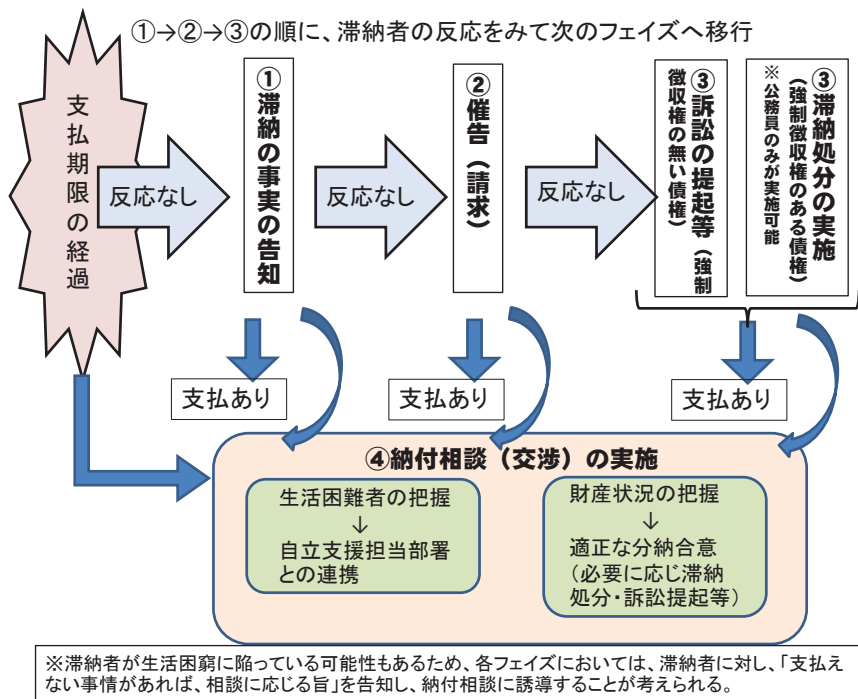 ①→②→③の順に、滞納者の反応をみて次のフェイズへ移行
支払期限の経過
反応なし
①滞納の事実の告知
反応なし
②催告（請求）
反応なし
③訴訟の提起等（強制
徴収権の無い債権）
③滞納処分の実施
（強制徴収権のある債権）
※公務員のみが実施可能
支払あり
支払あり
支払あり
④納付相談（交渉）の実施
生活困難者の把握
↓
自立支援担当部署
との連携
財産状況の把握
↓
適正な分納合意
（必要に応じ滞納
処分・訴訟提起等）
※滞納者が生活困窮に陥っている可能性もあるため、各フェイズにおいては、滞納者に対し、「支払え
ない事情があれば、相談に応じる旨」を告知し、納付相談に誘導することが考えられる。